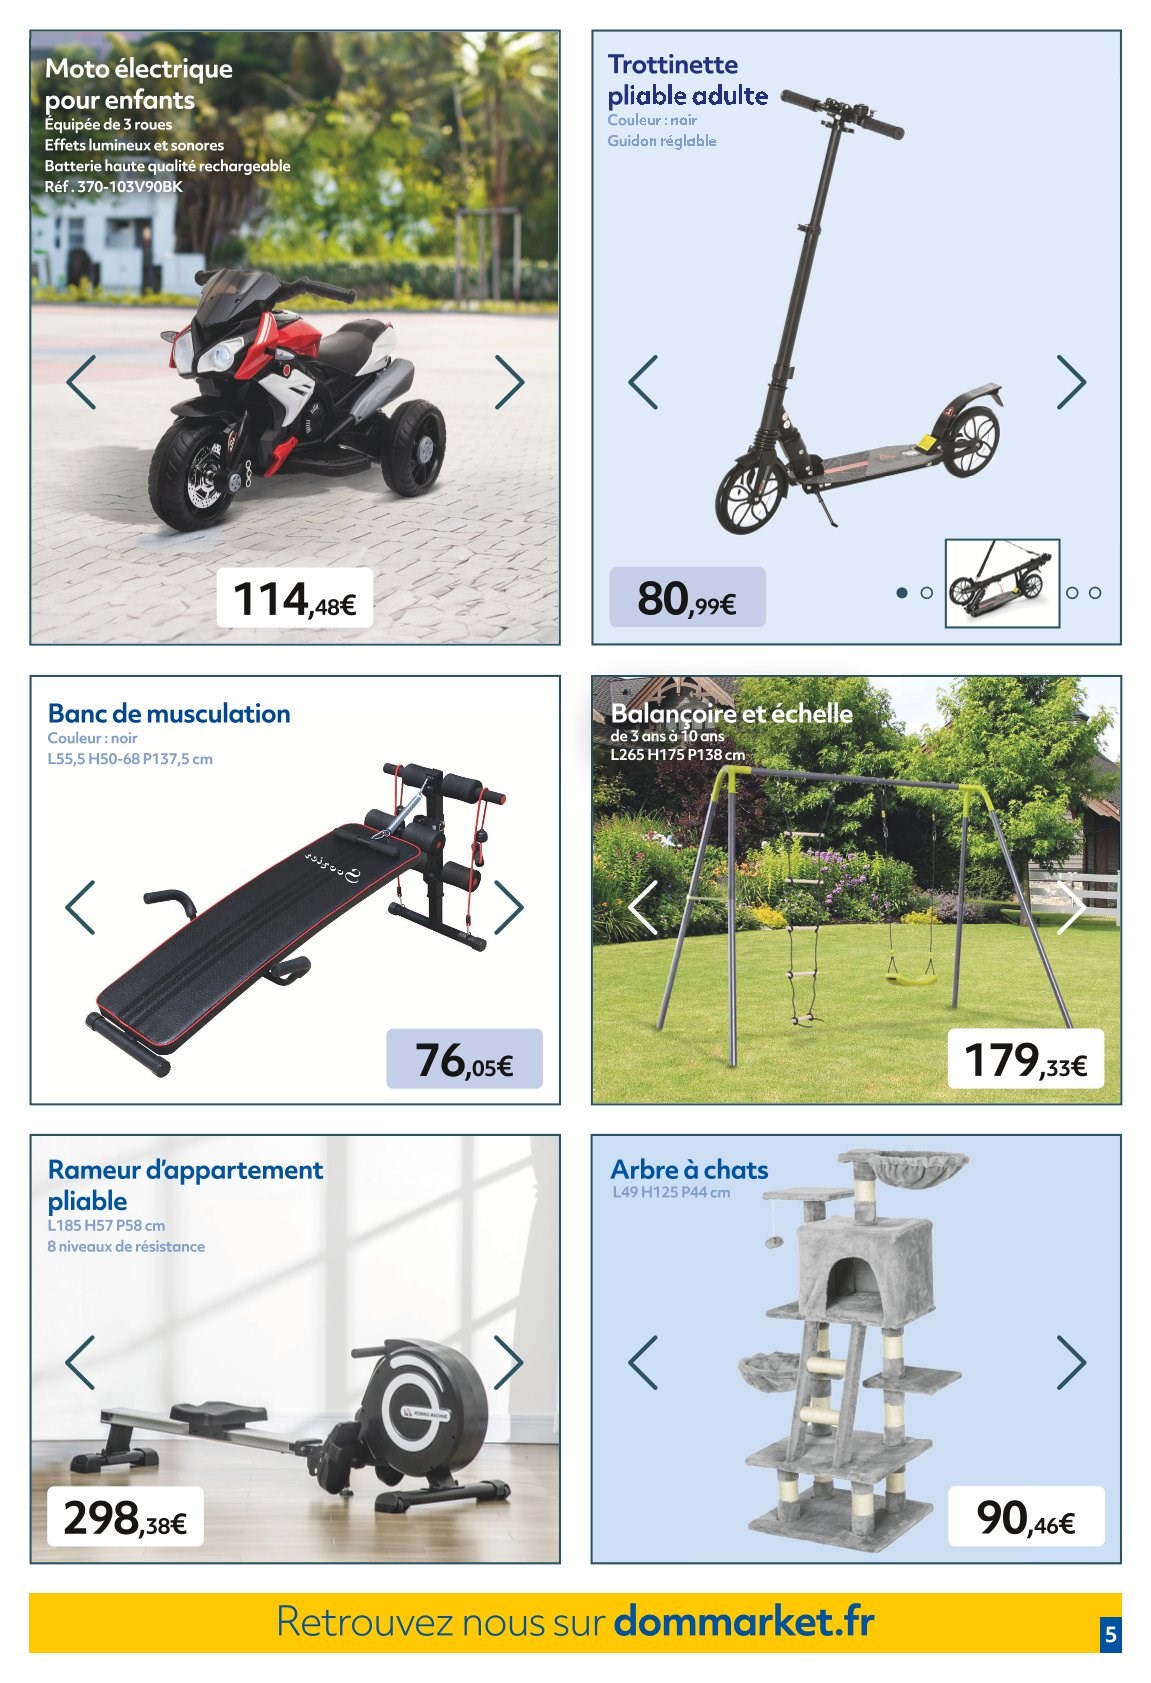 Moto électrique
pour enfants
Équipée de 3 roues
Effets lumineux et sonores
Batterie haute qualité rechargeable
Réf . 370-103V90BK
114,48€
Trottinette
pliable adulte
Couleur : noir
Guidon réglable
80,99€
Banc de musculation
Couleur : noir
L55,5 H50-68 P137,5 cm
76,05€
Balançoire et échelle
de 3 ans à 10 ans
L265 H175 P138 cm
179,33€
Rameur d'appartement
pliable
L185 H57 P58 cm
8 niveaux de résistance
298,38€
Arbre à chats
L49 H125 P44 cm
90,46€
Retrouvez nous sur dommarket.fr
5